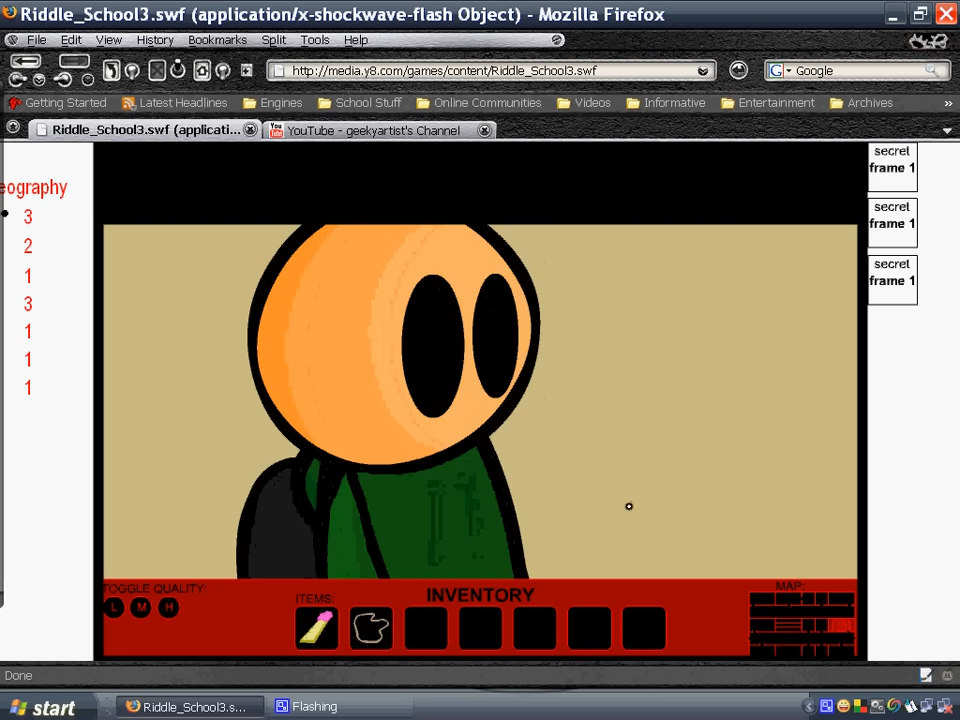 Riddle_School3.swf (application/x-shockwave-flash Object) - Mozilla Firefox
File Edit View History Bookmarks Split Tools Help
http://media.y8.com/games/content/Riddle_School3.swf
Google
Getting Started Latest Headlines Engines School Stuff Online Communities Videos Informative Entertainment Archives »
Riddle_School3.swf (applicati... YouTube - geekyartist's Channel
secret
frame 1
secret
frame 1
secret
frame 1
eography
3
2
1
3
1
1
1
TOGGLE QUALITY:
L M H
ITEMS:
INVENTORY
MAP:
Done
start
Riddle_School3.s...
Flashing